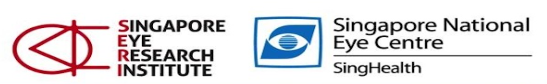 SINGAPORE
EYE
RESEARCH
INSTITUTE
Singapore National
Eye Centre
SingHealth